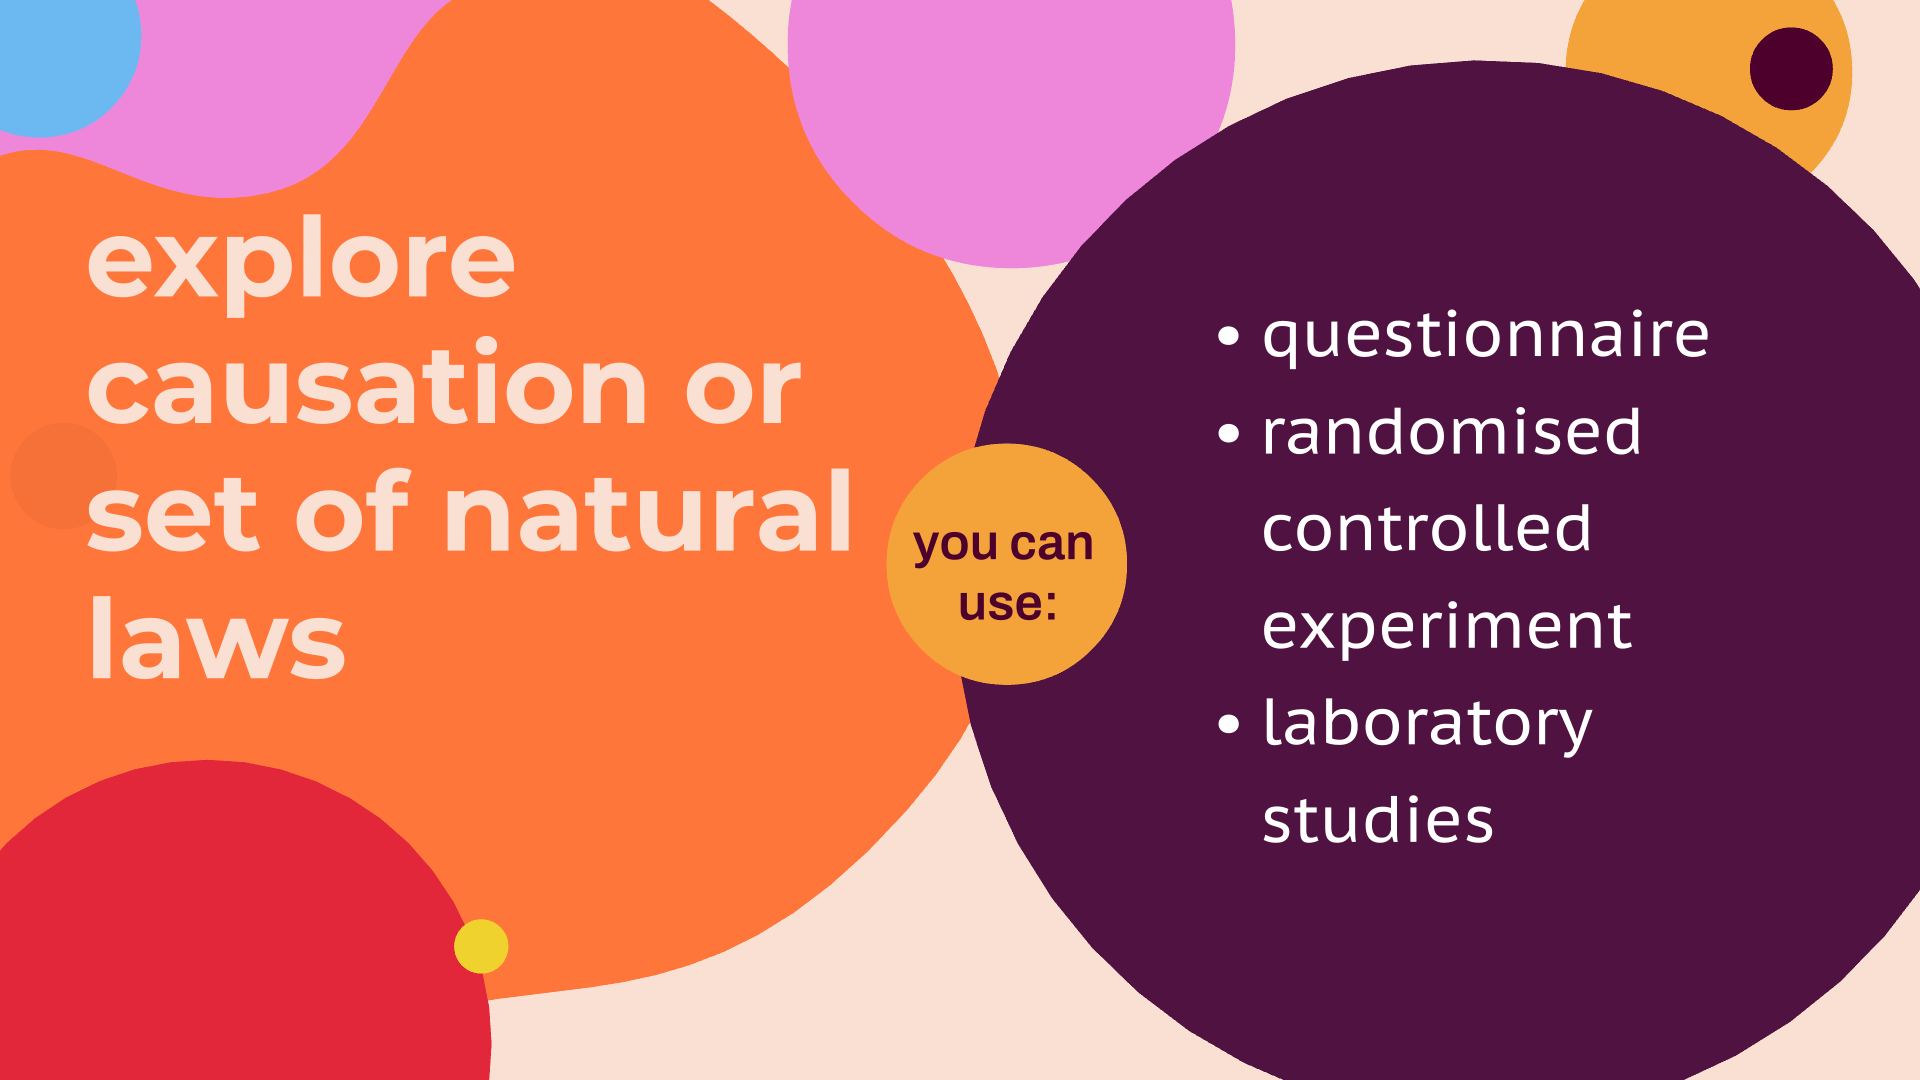 explore
causation or
set of natural
laws
you can
use:
• questionnaire
• randomised
controlled
experiment
• laboratory
studies